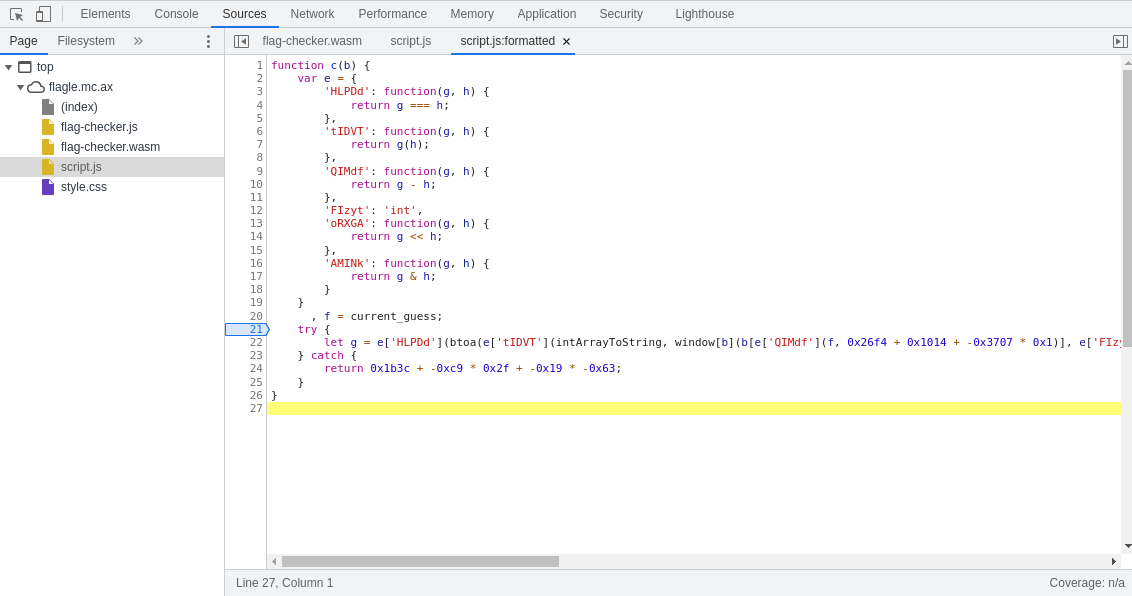 Elements Console Sources Network Performance Memory Application Security Lighthouse
Page Filesystem » flag-checker.wasm script.js script.js:formatted ×
top
flagle.mc.ax
(index)
flag-checker.js
flag-checker.wasm
script.js
style.css
1 function c(b) {
2 var e = {
3 'HLPDd': function(g, h) {
4 return g === h;
5 },
6 'tIDVT': function(g, h) {
7 return g(h);
8 },
9 'QIMdf': function(g, h) {
10 return g - h;
11 },
12 'FIzyt': 'int',
13 'oRXGA': function(g, h) {
14 return g << h;
15 },
16 'AMINk': function(g, h) {
17 return g & h;
18 }
19 }
20 , f = current_guess;
21 try {
22 let g = e['HLPDd'](btoa(e['tIDVT'](intArrayToString, window[b](b[e['QIMdf'](f, 0x26f4 + 0x1014 + -0x3707 * 0x1)], e['FIzy
23 } catch {
24 return 0x1b3c + -0xc9 * 0x2f + -0x19 * -0x63;
25 }
26 }
27
Line 27, Column 1 Coverage: n/a